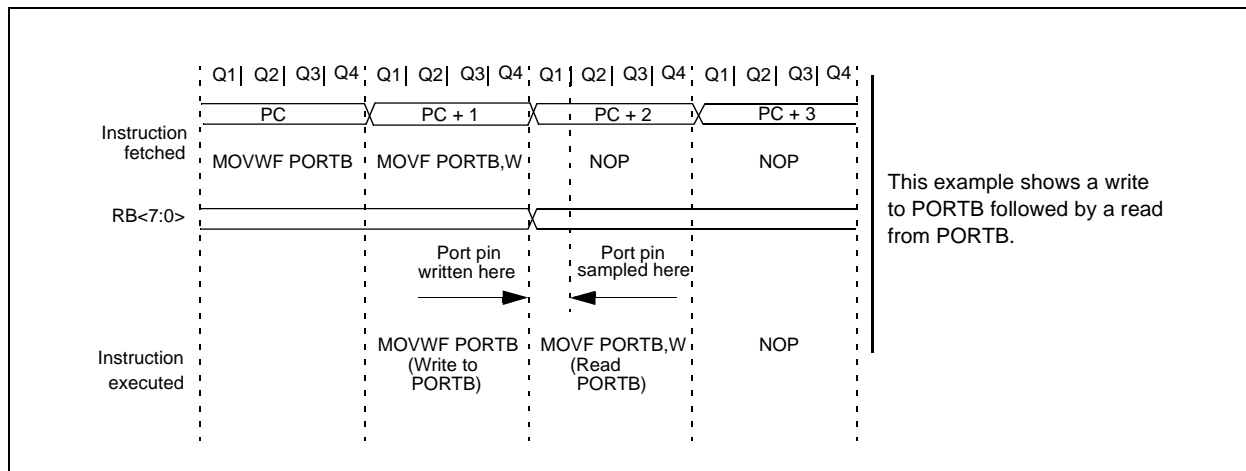 Q1 Q2 Q3 Q4 Q1 Q2 Q3 Q4 Q1 Q2 Q3 Q4 Q1 Q2 Q3 Q4
PC PC + 1 PC + 2 PC + 3
Instruction
fetched
MOVWF PORTB MOVF PORTB,W NOP NOP
This example shows a write
to PORTB followed by a read
from PORTB.
RB<7:0>
Port pin
written here
Port pin
sampled here
Instruction
executed
MOVWF PORTB
(Write to
PORTB)
MOVF PORTB,W
(Read
PORTB)
NOP